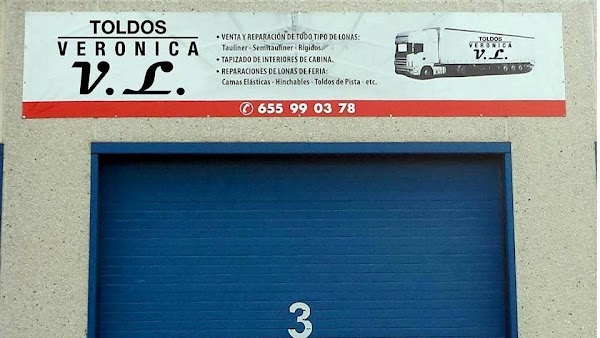 TOLDOS
VERONICA
V. L.
• VENTA Y REPARACIÓN DE TODO TIPO DE LONAS:
Tauliner - Semitauliner - Rígidos.
• TAPIZADO DE INTERIORES DE CABINA.
• REPARACIONES DE LONAS DE FERIA:
Camas Elásticas - Hinchables - Toldos de Pista - etc.
TOLDOS
VERONICA
V. L.
655 99 03 78
3